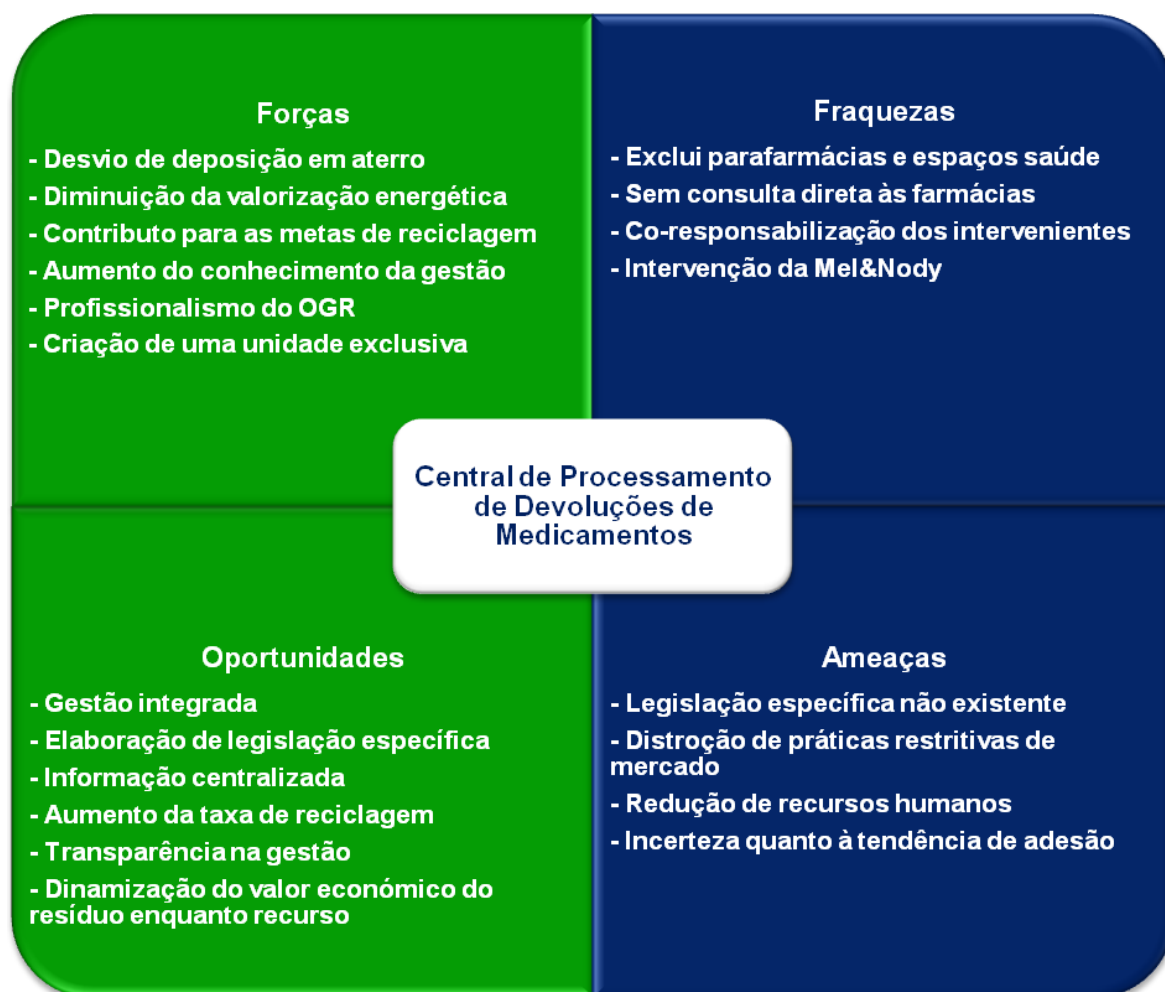 Forças
- Desvio de deposição em aterro
- Diminuição da valorização energética
- Contributo para as metas de reciclagem
- Aumento do conhecimento da gestão
- Profissionalismo do OGR
- Criação de uma unidade exclusiva
Fraquezas
- Exclui parafarmácias e espaços saúde
- Sem consulta direta às farmácias
- Co-responsabilização dos intervenientes
- Intervenção da Mel&Nody
Central de Processamento
de Devoluções de
Medicamentos
Oportunidades
- Gestão integrada
- Elaboração de legislação específica
- Informação centralizada
- Aumento da taxa de reciclagem
- Transparência na gestão
- Dinamização do valor económico do
resíduo enquanto recurso
Ameaças
- Legislação específica não existente
- Distroção de práticas restritivas de
mercado
- Redução de recursos humanos
- Incerteza quanto à tendência de adesão